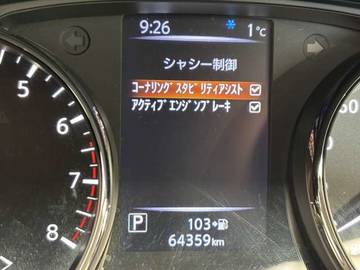 9:26 1℃
シャシー制御
コーナリングスタビリティアシスト
アクティブエンジンブレーキ
P 103
64359km
5
6
7
8
60